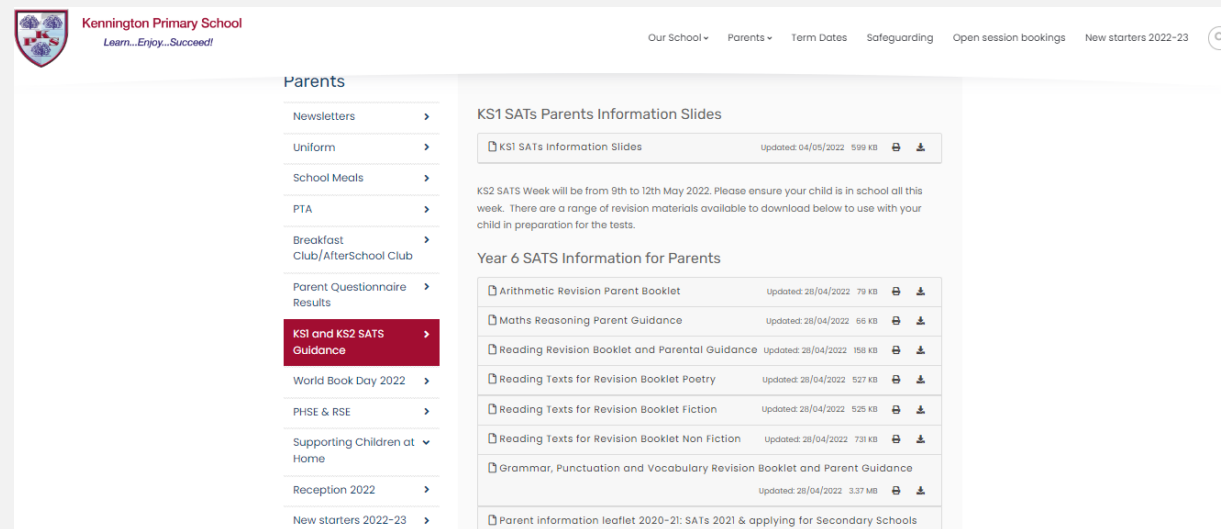 Kennington Primary School
Learn...Enjoy...Succeed!
PKS
Our School
Parents
Term Dates
Safeguarding
Open session bookings
New starters 2022-23
Parents
Newsletters
Uniform
School Meals
PTA
Breakfast
Club/AfterSchool Club
Parent Questionnaire
Results
KS1 and KS2 SATS
Guidance
World Book Day 2022
PHSE & RSE
Supporting Children at
Home
Reception 2022
New starters 2022-23
KS1 SATs Parents Information Slides
KS1 SATs Information Slides Updated: 04/05/2022 599 KB
KS2 SATS Week will be from 9th to 12th May 2022. Please ensure your child is in school all this
week. There are a range of revision materials available to download below to use with your
child in preparation for the tests.
Year 6 SATS Information for Parents
Arithmetic Revision Parent Booklet Updated: 28/04/2022 79 KB
Maths Reasoning Parent Guidance Updated: 28/04/2022 66 KB
Reading Revision Booklet and Parental Guidance Updated: 28/04/2022 158 KB
Reading Texts for Revision Booklet Poetry Updated: 28/04/2022 527 KB
Reading Texts for Revision Booklet Fiction Updated: 28/04/2022 525 KB
Reading Texts for Revision Booklet Non Fiction Updated: 28/04/2022 731 KB
Grammar, Punctuation and Vocabulary Revision Booklet and Parent Guidance
Updated: 28/04/2022 3.37 MB
Parent information leaflet 2020-21: SATs 2021 & applying for Secondary Schools